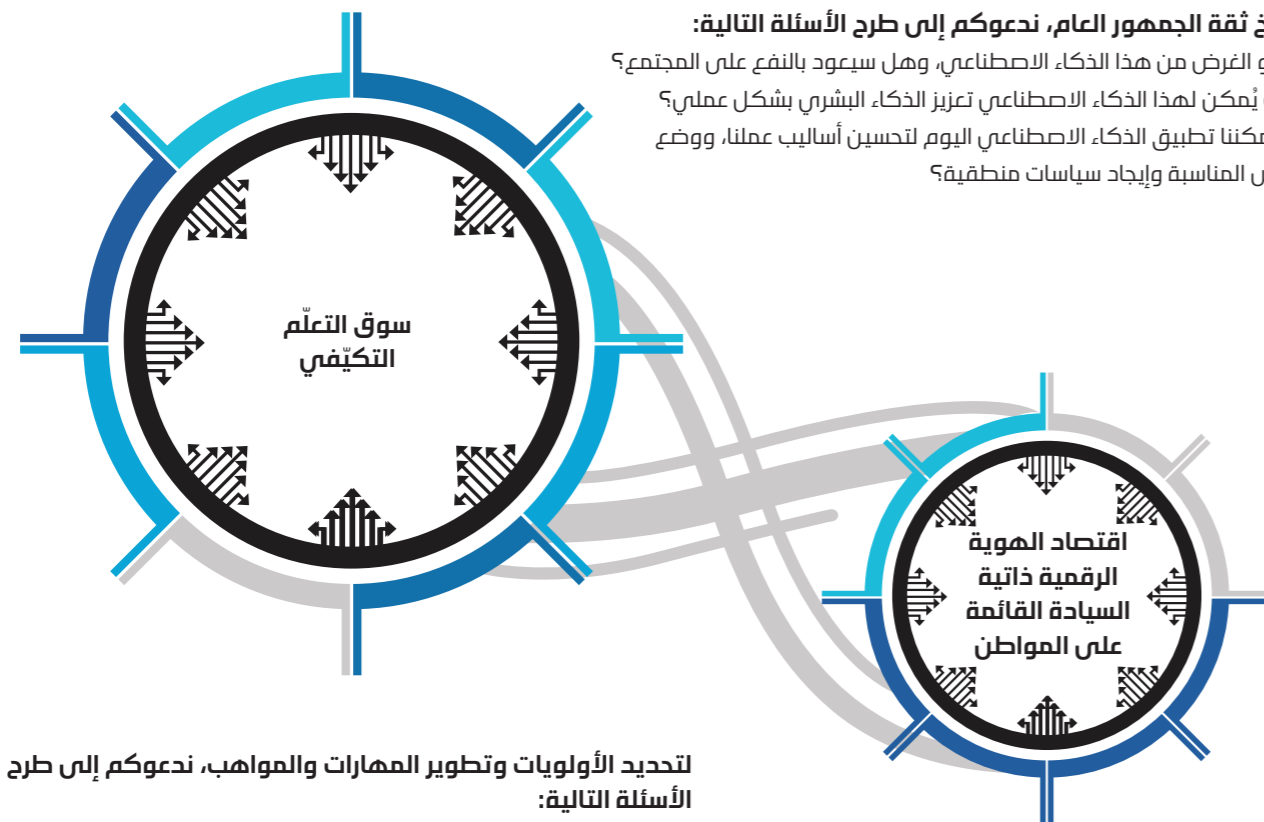 ثقة الجمهور العام، ندعوكم إلى طرح الأسئلة التالية:
الغرض من هذا الذكاء الاصطناعي، وهل سيعود بالنفع على المجتمع؟
يُمكن لهذا الذكاء الاصطناعي تعزيز الذكاء البشري بشكل عملي؟
تطبيق الذكاء الاصطناعي اليوم لتحسين أساليب عملنا، ووضع
المناسبة وإيجاد سياسات منطقية؟
سوق التعلّم
التكيّفي
اقتصاد الهوية
الرقمية ذاتية
السيادة القائمة
على المواطن
لتحديد الأولويات وتطوير المهارات والمواهب، ندعوكم إلى طرح
الأسئلة التالية: